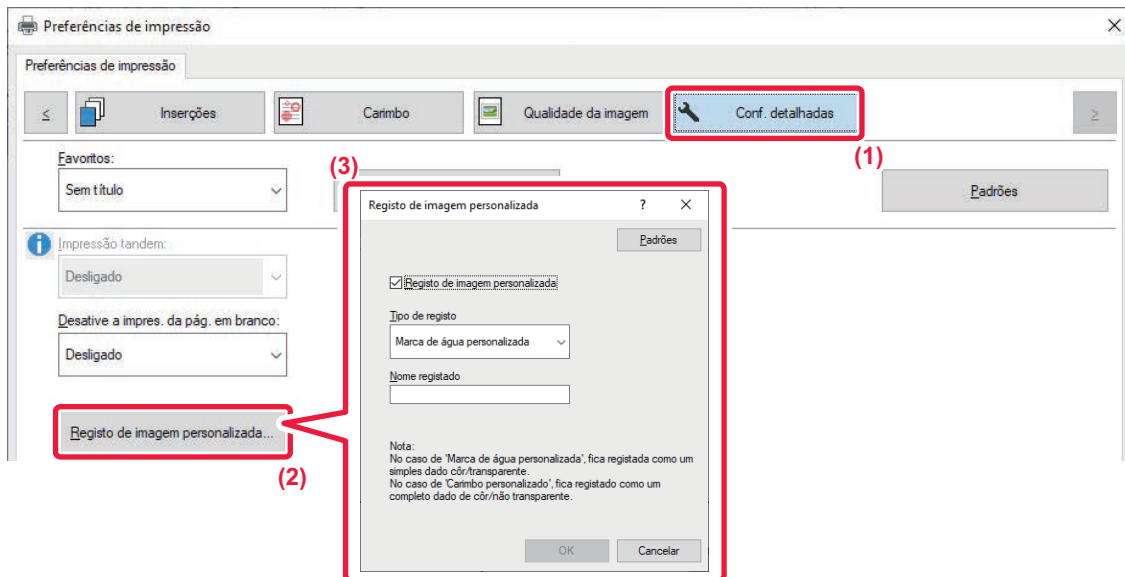 Preferências de impressão
Preferências de impressão
<
Inserções
Carimbo
Qualidade da imagem
Conf. detalhadas
>
(1)
Favoritos:
Sem título
Padrões
Impressão tandem:
Desligado
Desative a impres. da pág. em branco:
Desligado
Registo de imagem personalizada...
(2)
(3)
Registo de imagem personalizada
?
Padrões
Registo de imagem personalizada
Tipo de registo
Marca de água personalizada
Nome registado
Nota:
No caso de 'Marca de água personalizada', fica registada como um
simples dado côr/transparente.
No caso de 'Carimbo personalizado', fica registado como um
completo dado de côr/não transparente.
OK
Cancelar